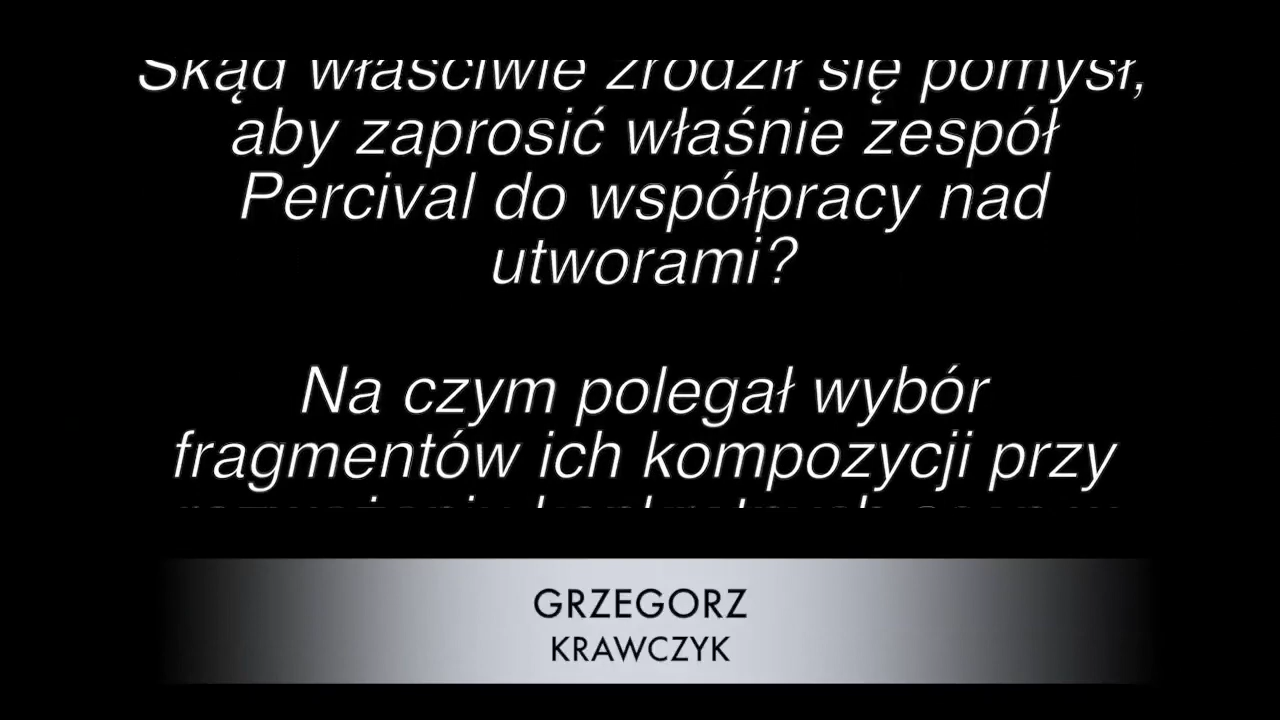 Skąd właściwie zrodził się pomysł,
aby zaprosić właśnie zespół
Percival do współpracy nad
utworami?
Na czym polegał wybór
fragmentów ich kompozycji przy
GRZEGORZ
KRAWCZYK